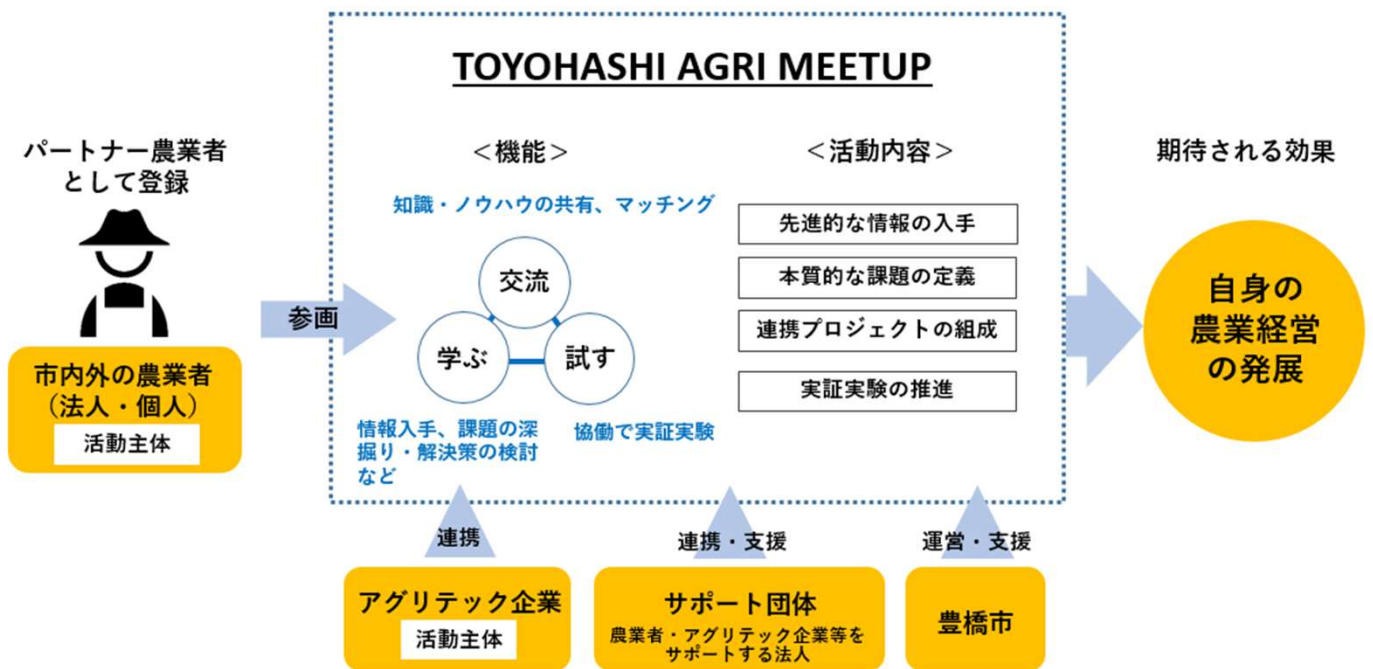 TOYOHASHI AGRI MEETUP
パートナー農業者
として登録
市内外の農業者
（法人・個人）
活動主体
参画
＜機能＞
知識・ノウハウの共有、マッチング
交流
学ぶ
試す
情報入手、課題の深
掘り・解決策の検討
など
協働で実証実験
＜活動内容＞
先進的な情報の入手
本質的な課題の定義
連携プロジェクトの組成
実証実験の推進
期待される効果
自身の
農業経営
の発展
連携
アグリテック企業
活動主体
連携・支援
サポート団体
農業者・アグリテック企業等を
サポートする法人
運営・支援
豊橋市